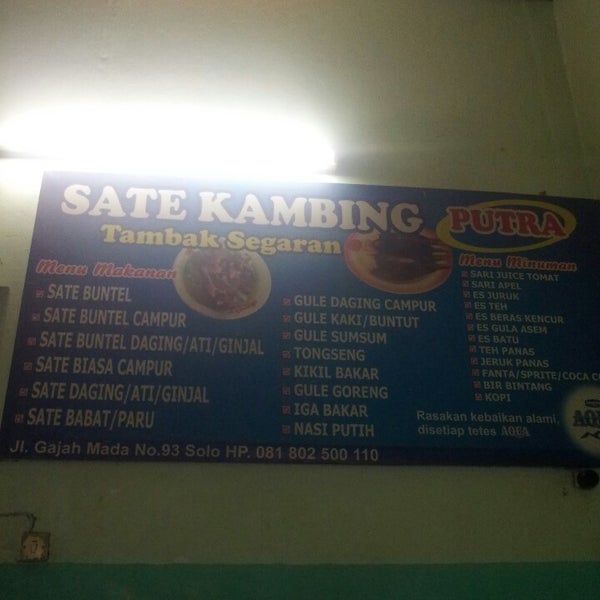 SATE KAMBING
PUTRA
Tambak Segaran
Menu Makanan
SATE BUNTEL
SATE BUNTEL CAMPUR
SATE BUNTEL DAGING/ATI/GINJAL
SATE BIASA CAMPUR
SATE DAGING/ATI/GINJAL
SATE BABAT/PARU
GULE DAGING CAMPUR
GULE KAKI/BUNTUT
GULE SUMSUM
TONGSENG
KIKIL BAKAR
GULE GORENG
IGA BAKAR
NASI PUTIH
Menu Minuman
SARI JUICE TOMAT
SARI APEL
ES JURUK
ES TEH
ES BERAS KENCUR
ES GULA ASEM
ES BATU
TEH PANAS
JERUK PANAS
FANTA/SPRITE/COCA C
BIR BINTANG
KOPI
Rasakan kebaikan alami,
disetiap tetes AQUA
Jl. Gajah Mada No.93 Solo HP. 081 802 500 110